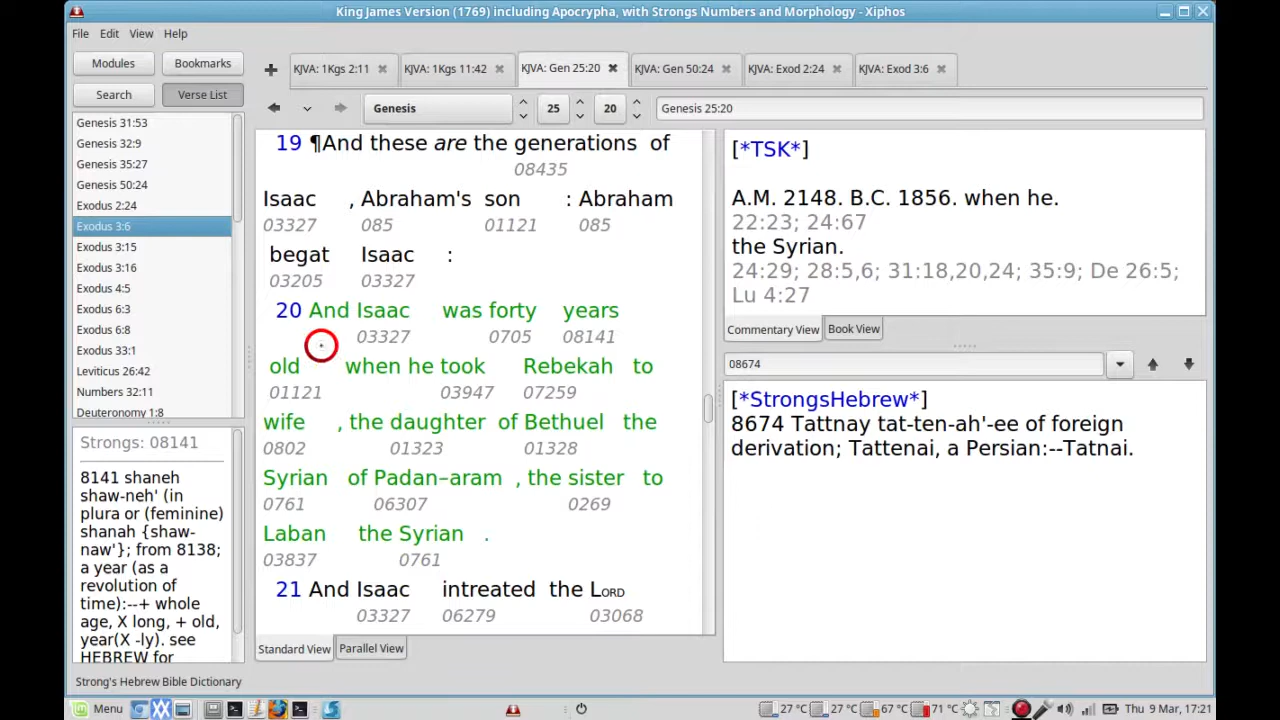 King James Version (1769) including Apocrypha, with Strongs Numbers and Morphology - Xiphos
File Edit View Help
Modules Bookmarks
Search Verse List
KJVA: 1Kgs 2:11 KJVA: 1Kgs 11:42 KJVA: Gen 25:20 KJVA: Gen 50:24 KJVA: Exod 2:24 KJVA: Exod 3:6
Genesis 25 20 Genesis 25:20
Genesis 31:53
Genesis 32:9
Genesis 35:27
Genesis 50:24
Exodus 2:24
Exodus 3:6
Exodus 3:15
Exodus 3:16
Exodus 4:5
Exodus 6:3
Exodus 6:8
Exodus 33:1
Leviticus 26:42
Numbers 32:11
Deuteronomy 1:8
Strongs: 08141
8141 shaneh
shaw-neh' (in
plura or (feminine)
shanah {shaw-
naw'}; from 8138;
a year (as a
revolution of
time):--+ whole
age, X long, + old,
year(X -ly). see
HEBREW for
19 ¶And these are the generations of
08435
Isaac , Abraham's son : Abraham
03327 085 01121 085
begat Isaac :
03205 03327
20 And Isaac was forty years
03327 0705 08141
old when he took Rebekah to
01121 03947 07259
wife , the daughter of Bethuel the
0802 01323 01328
Syrian of Padan–aram , the sister to
0761 06307 0269
Laban the Syrian .
03837 0761
21 And Isaac intreated the LORD
03327 06279 03068
Standard View Parallel View
[*TSK*]
A.M. 2148. B.C. 1856. when he.
22:23; 24:67
the Syrian.
24:29; 28:5,6; 31:18,20,24; 35:9; De 26:5;
Lu 4:27
Commentary View Book View
08674
[*StrongsHebrew*]
8674 Tattnay tat-ten-ah'-ee of foreign
derivation; Tattenai, a Persian:--Tatnai.
Strong's Hebrew Bible Dictionary
Menu 27 °C 27 °C 67 °C 71 °C Thu 9 Mar, 17:21